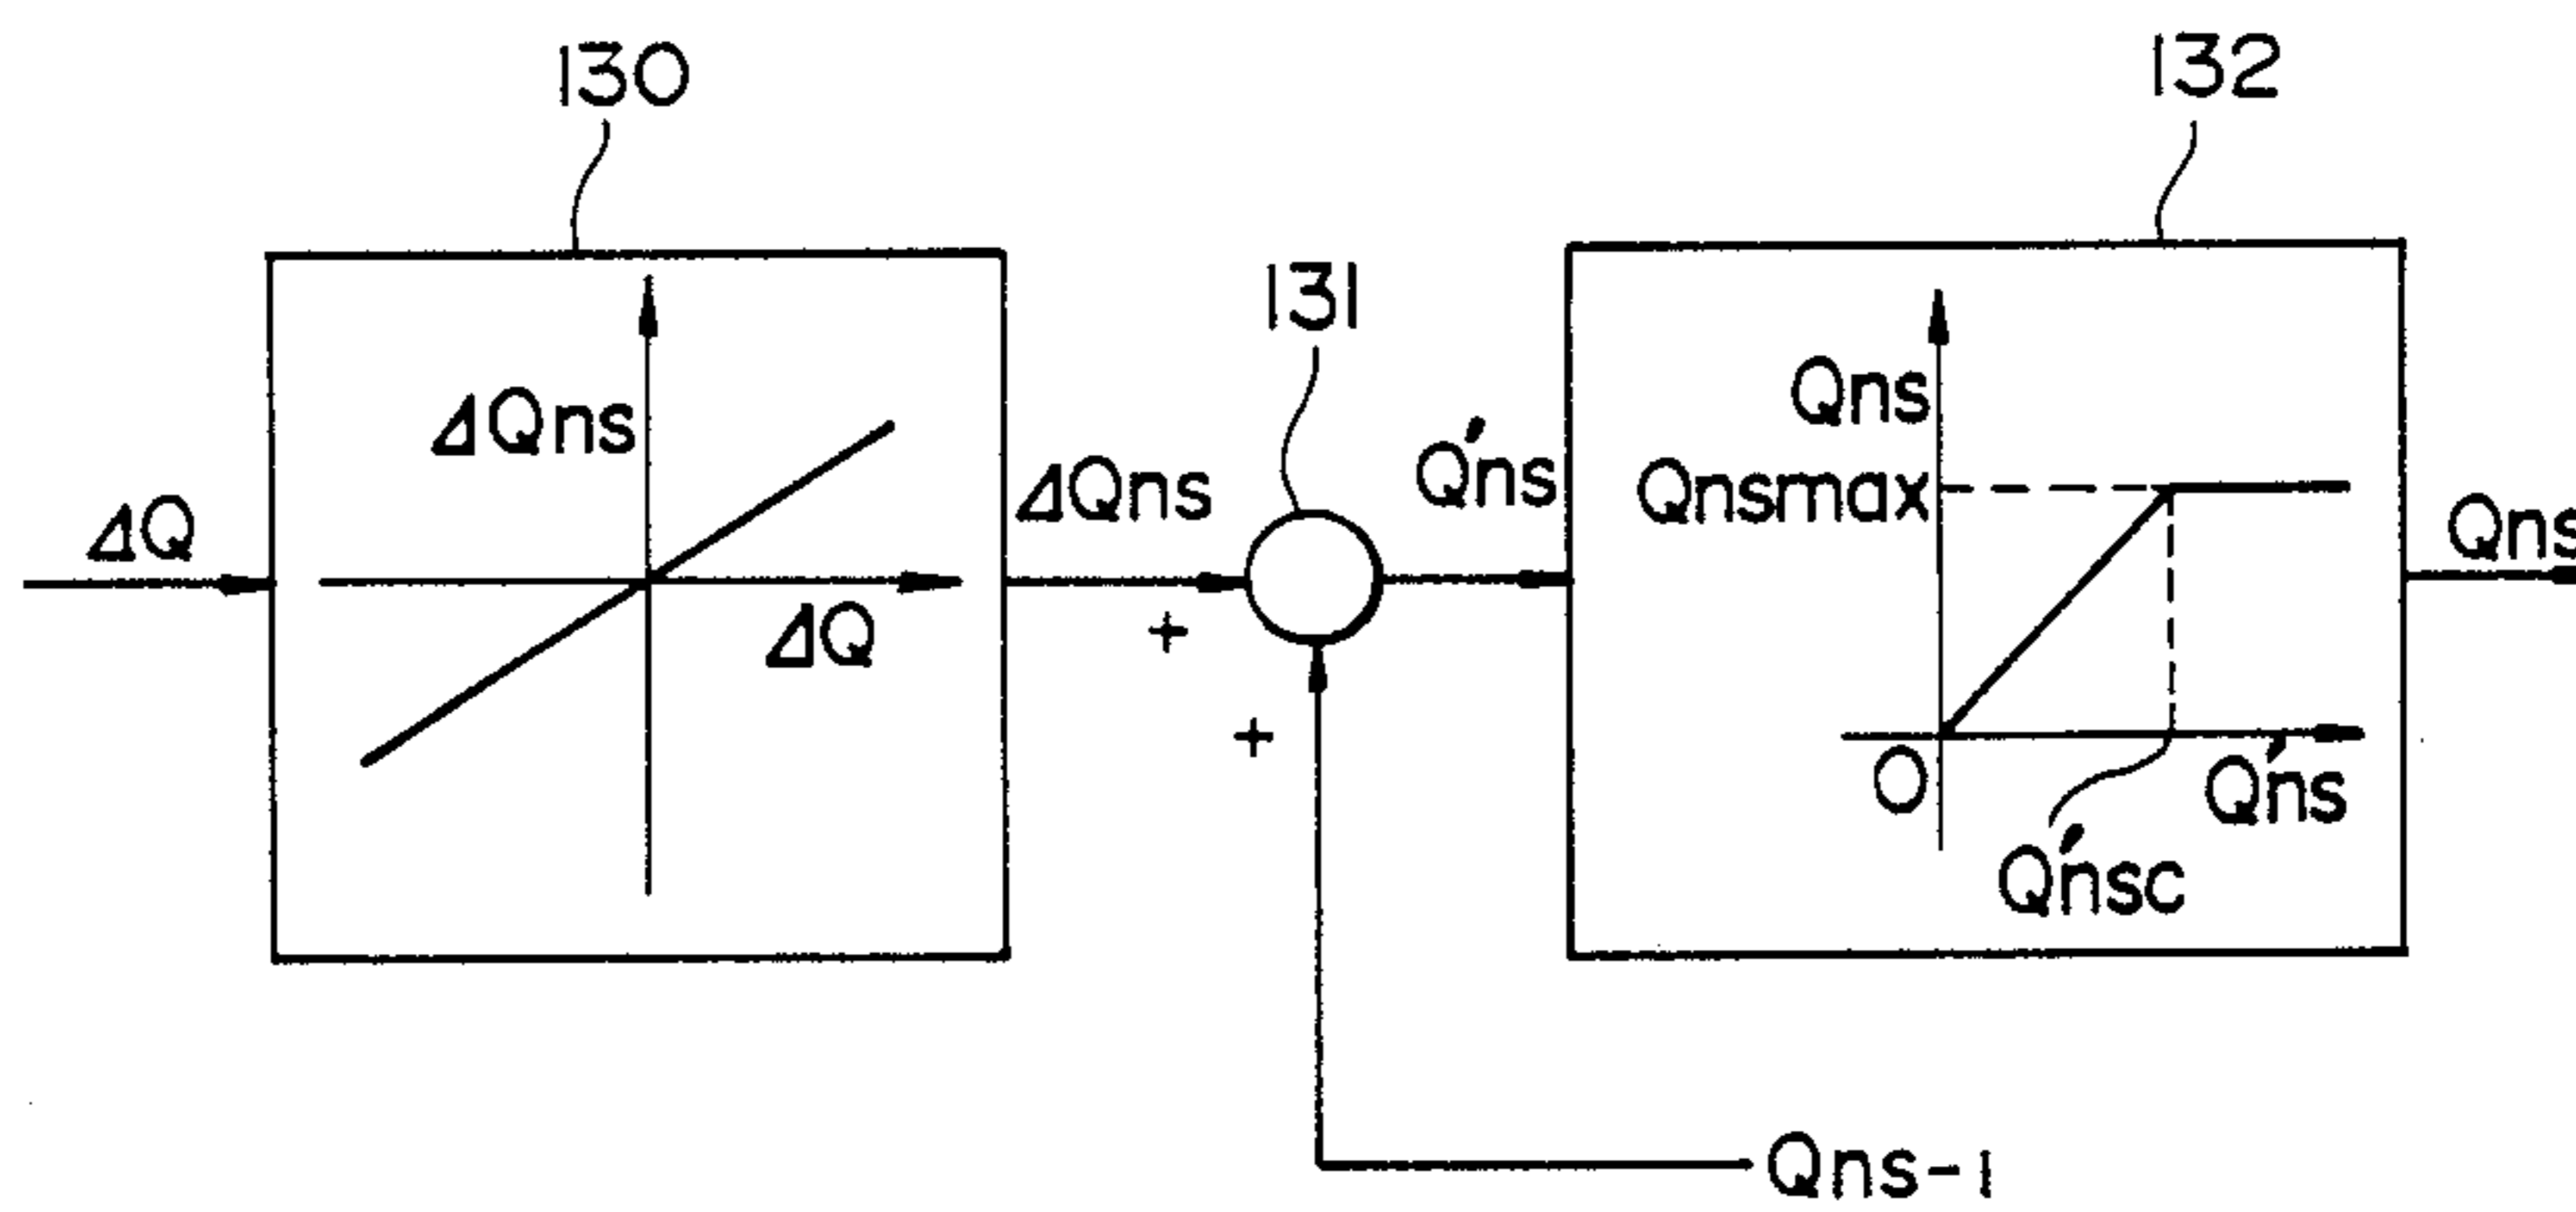 130
132
131
ΔQns
ΔQ
ΔQ
ΔQns
+
+
Q'ns
Qns
Qnsmax
O
Q'ns
Q'nsc
Qns
Qns-1